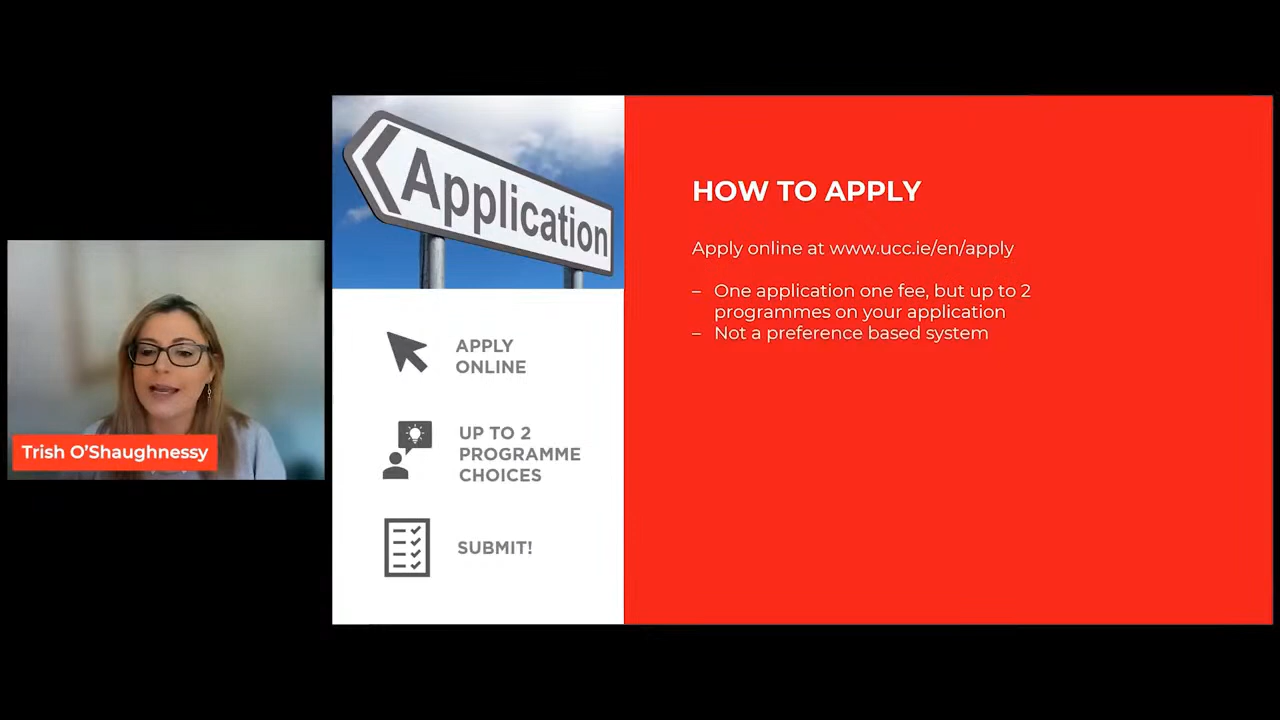 Trish O'Shaughnessy
Application
APPLY
ONLINE
UP TO 2
PROGRAMME
CHOICES
SUBMIT!
HOW TO APPLY
Apply online at www.ucc.ie/en/apply
– One application one fee, but up to 2
programmes on your application
– Not a preference based system